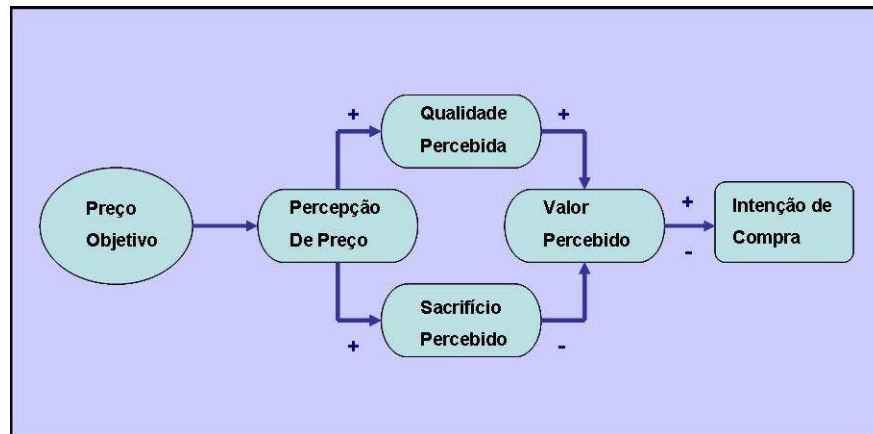 +
Qualidade
Percebida
+
Preço
Objetivo
Percepção
De Preço
Valor
Percebido
+
-
Intenção de
Compra
Sacrifício
Percebido
+
-